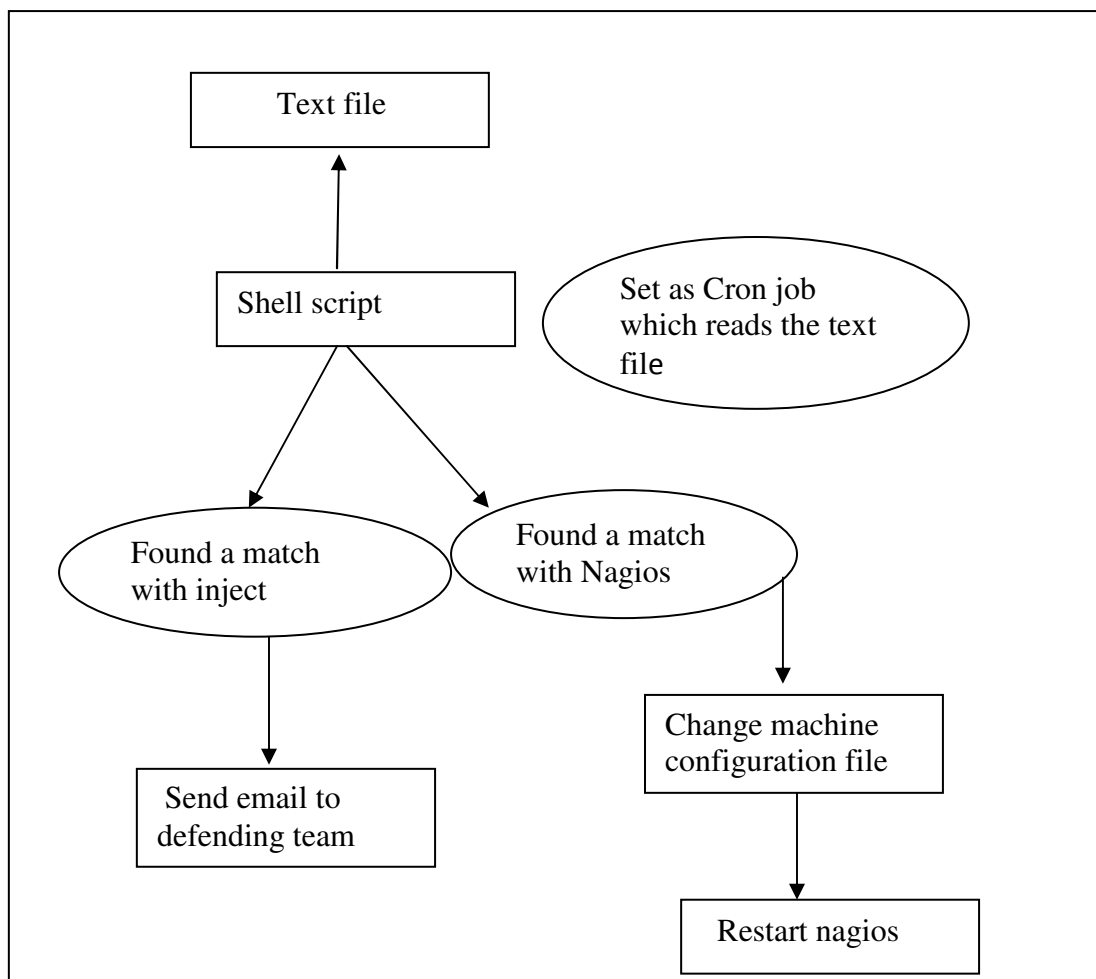 Text file
Shell script
Set as Cron job
which reads the text
file
Found a match
with inject
Found a match
with Nagios
Change machine
configuration file
Send email to
defending team
Restart nagios